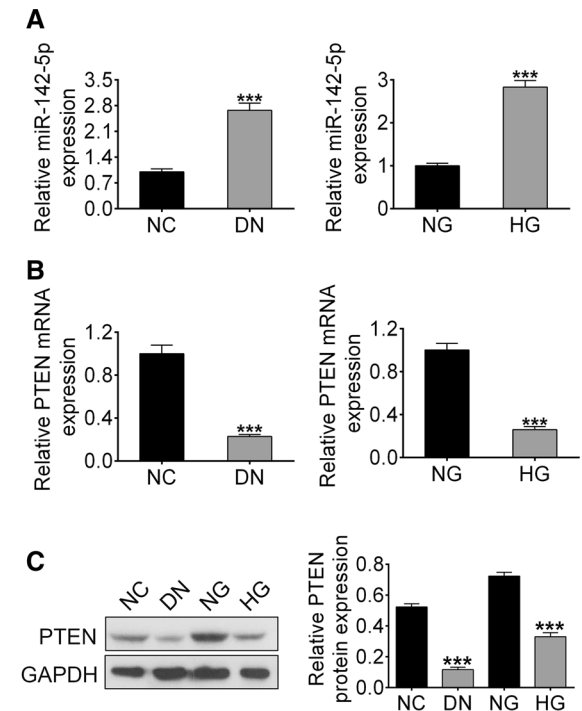 A
Relative miR-142-5p
expression
3.5
2.8
2.1
1.4
0.7
0.0
***
NC
DN
Relative miR-142-5p
expression
3
2
1
0
***
NG
HG
B
Relative PTEN mRNA
expression
1.2
0.8
0.4
0.0
***
NC
DN
Relative PTEN mRNA
expression
1.2
0.8
0.4
0.0
***
NG
HG
C
NC
DN
NG
HG
PTEN
GAPDH
Relative PTEN
protein expression
0.8
0.6
0.4
0.2
0.0
***
***
NC
DN
NG
HG